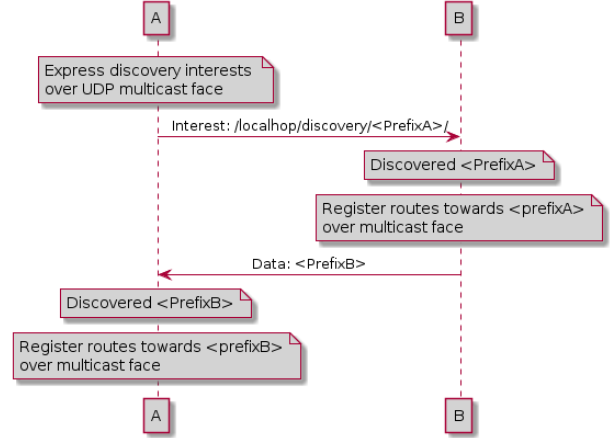 A
B
Express discovery interests
over UDP multicast face
Interest: /localhop/discovery/<PrefixA>/
Discovered <PrefixA>
Register routes towards <prefixA>
over multicast face
Data: <PrefixB>
Discovered <PrefixB>
Register routes towards <prefixB>
over multicast face
A
B